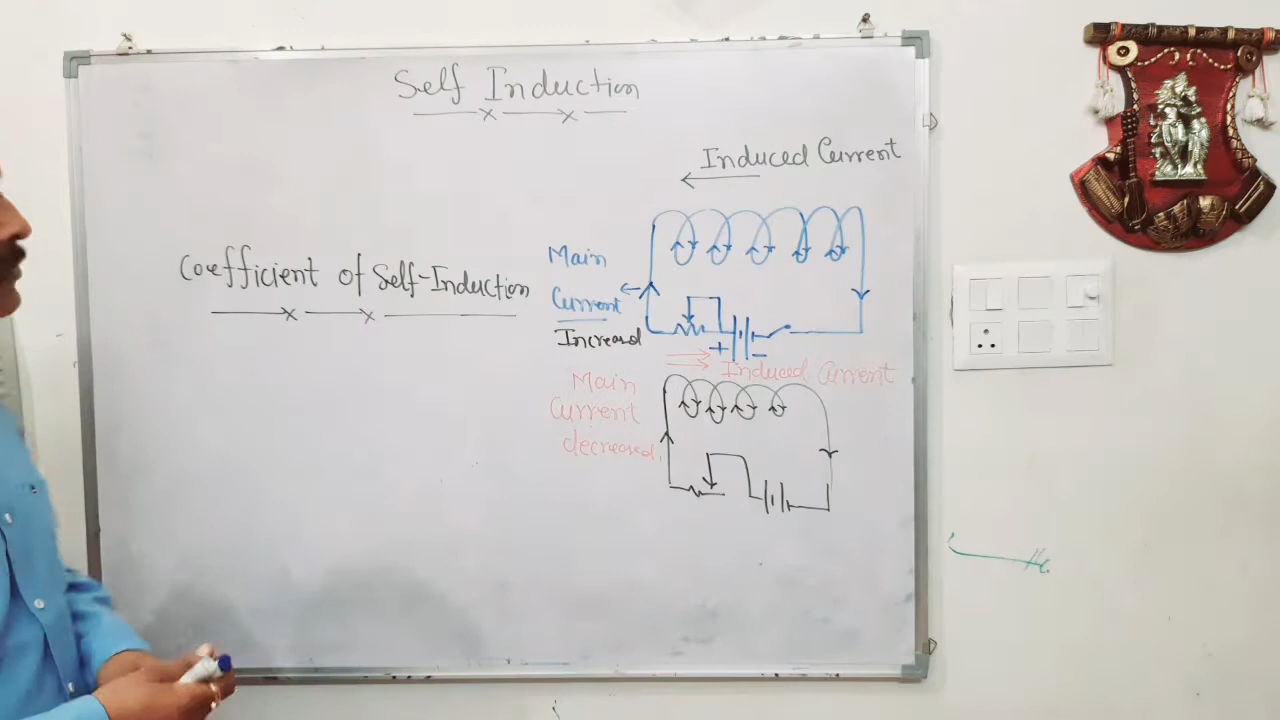 Self Induction
Induced Current
Coefficient of Self-Induction
Main
Current
Increased
+ −
Induced Current
Main
Current
decreased.